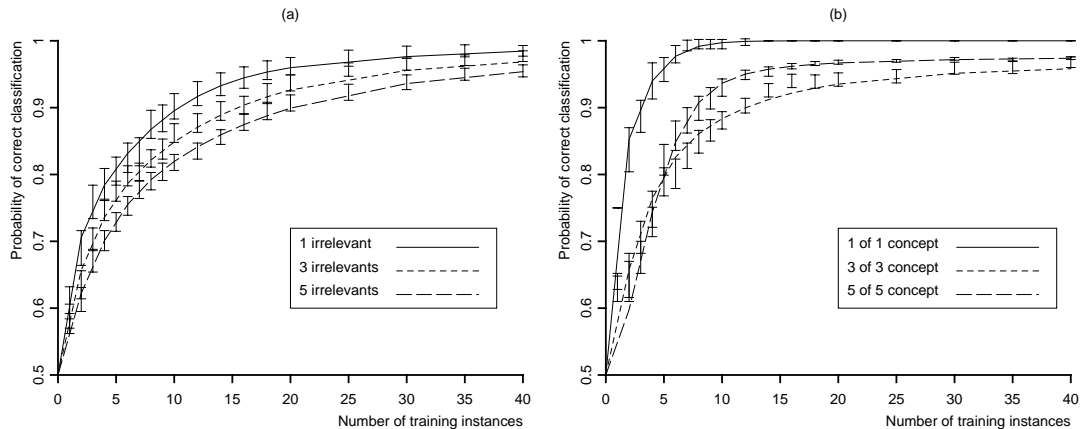 (a)
Probability of correct classification
1
0.9
0.8
0.7
0.6
0.5
1 irrelevant
3 irrelevants
5 irrelevants
0 5 10 15 20 25 30 35 40
Number of training instances
(b)
Probability of correct classification
1
0.9
0.8
0.7
0.6
0.5
1 of 1 concept
3 of 3 concept
5 of 5 concept
0 5 10 15 20 25 30 35 40
Number of training instances